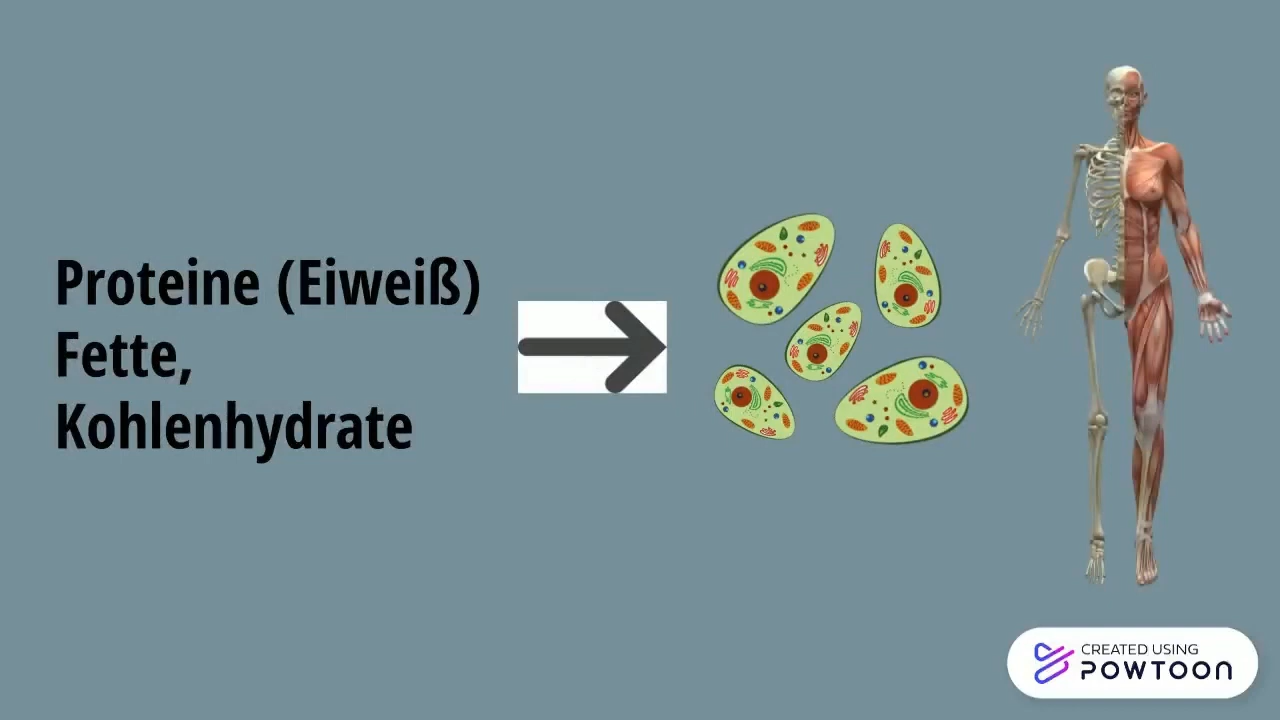 Proteine (Eiweiß)
Fette,
Kohlenhydrate
CREATED USING
POWTOON